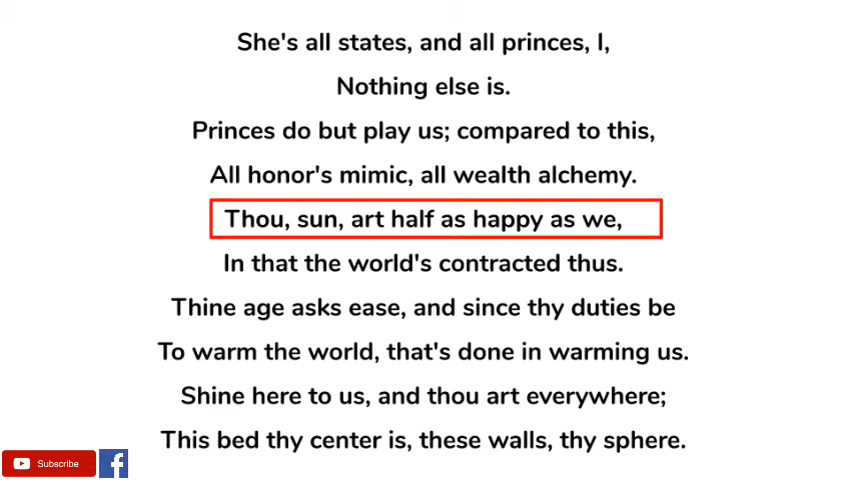 She's all states, and all princes, I,
Nothing else is.
Princes do but play us; compared to this,
All honor's mimic, all wealth alchemy.
Thou, sun, art half as happy as we,
In that the world's contracted thus.
Thine age asks ease, and since thy duties be
To warm the world, that's done in warming us.
Shine here to us, and thou art everywhere;
This bed thy center is, these walls, thy sphere.
Subscribe